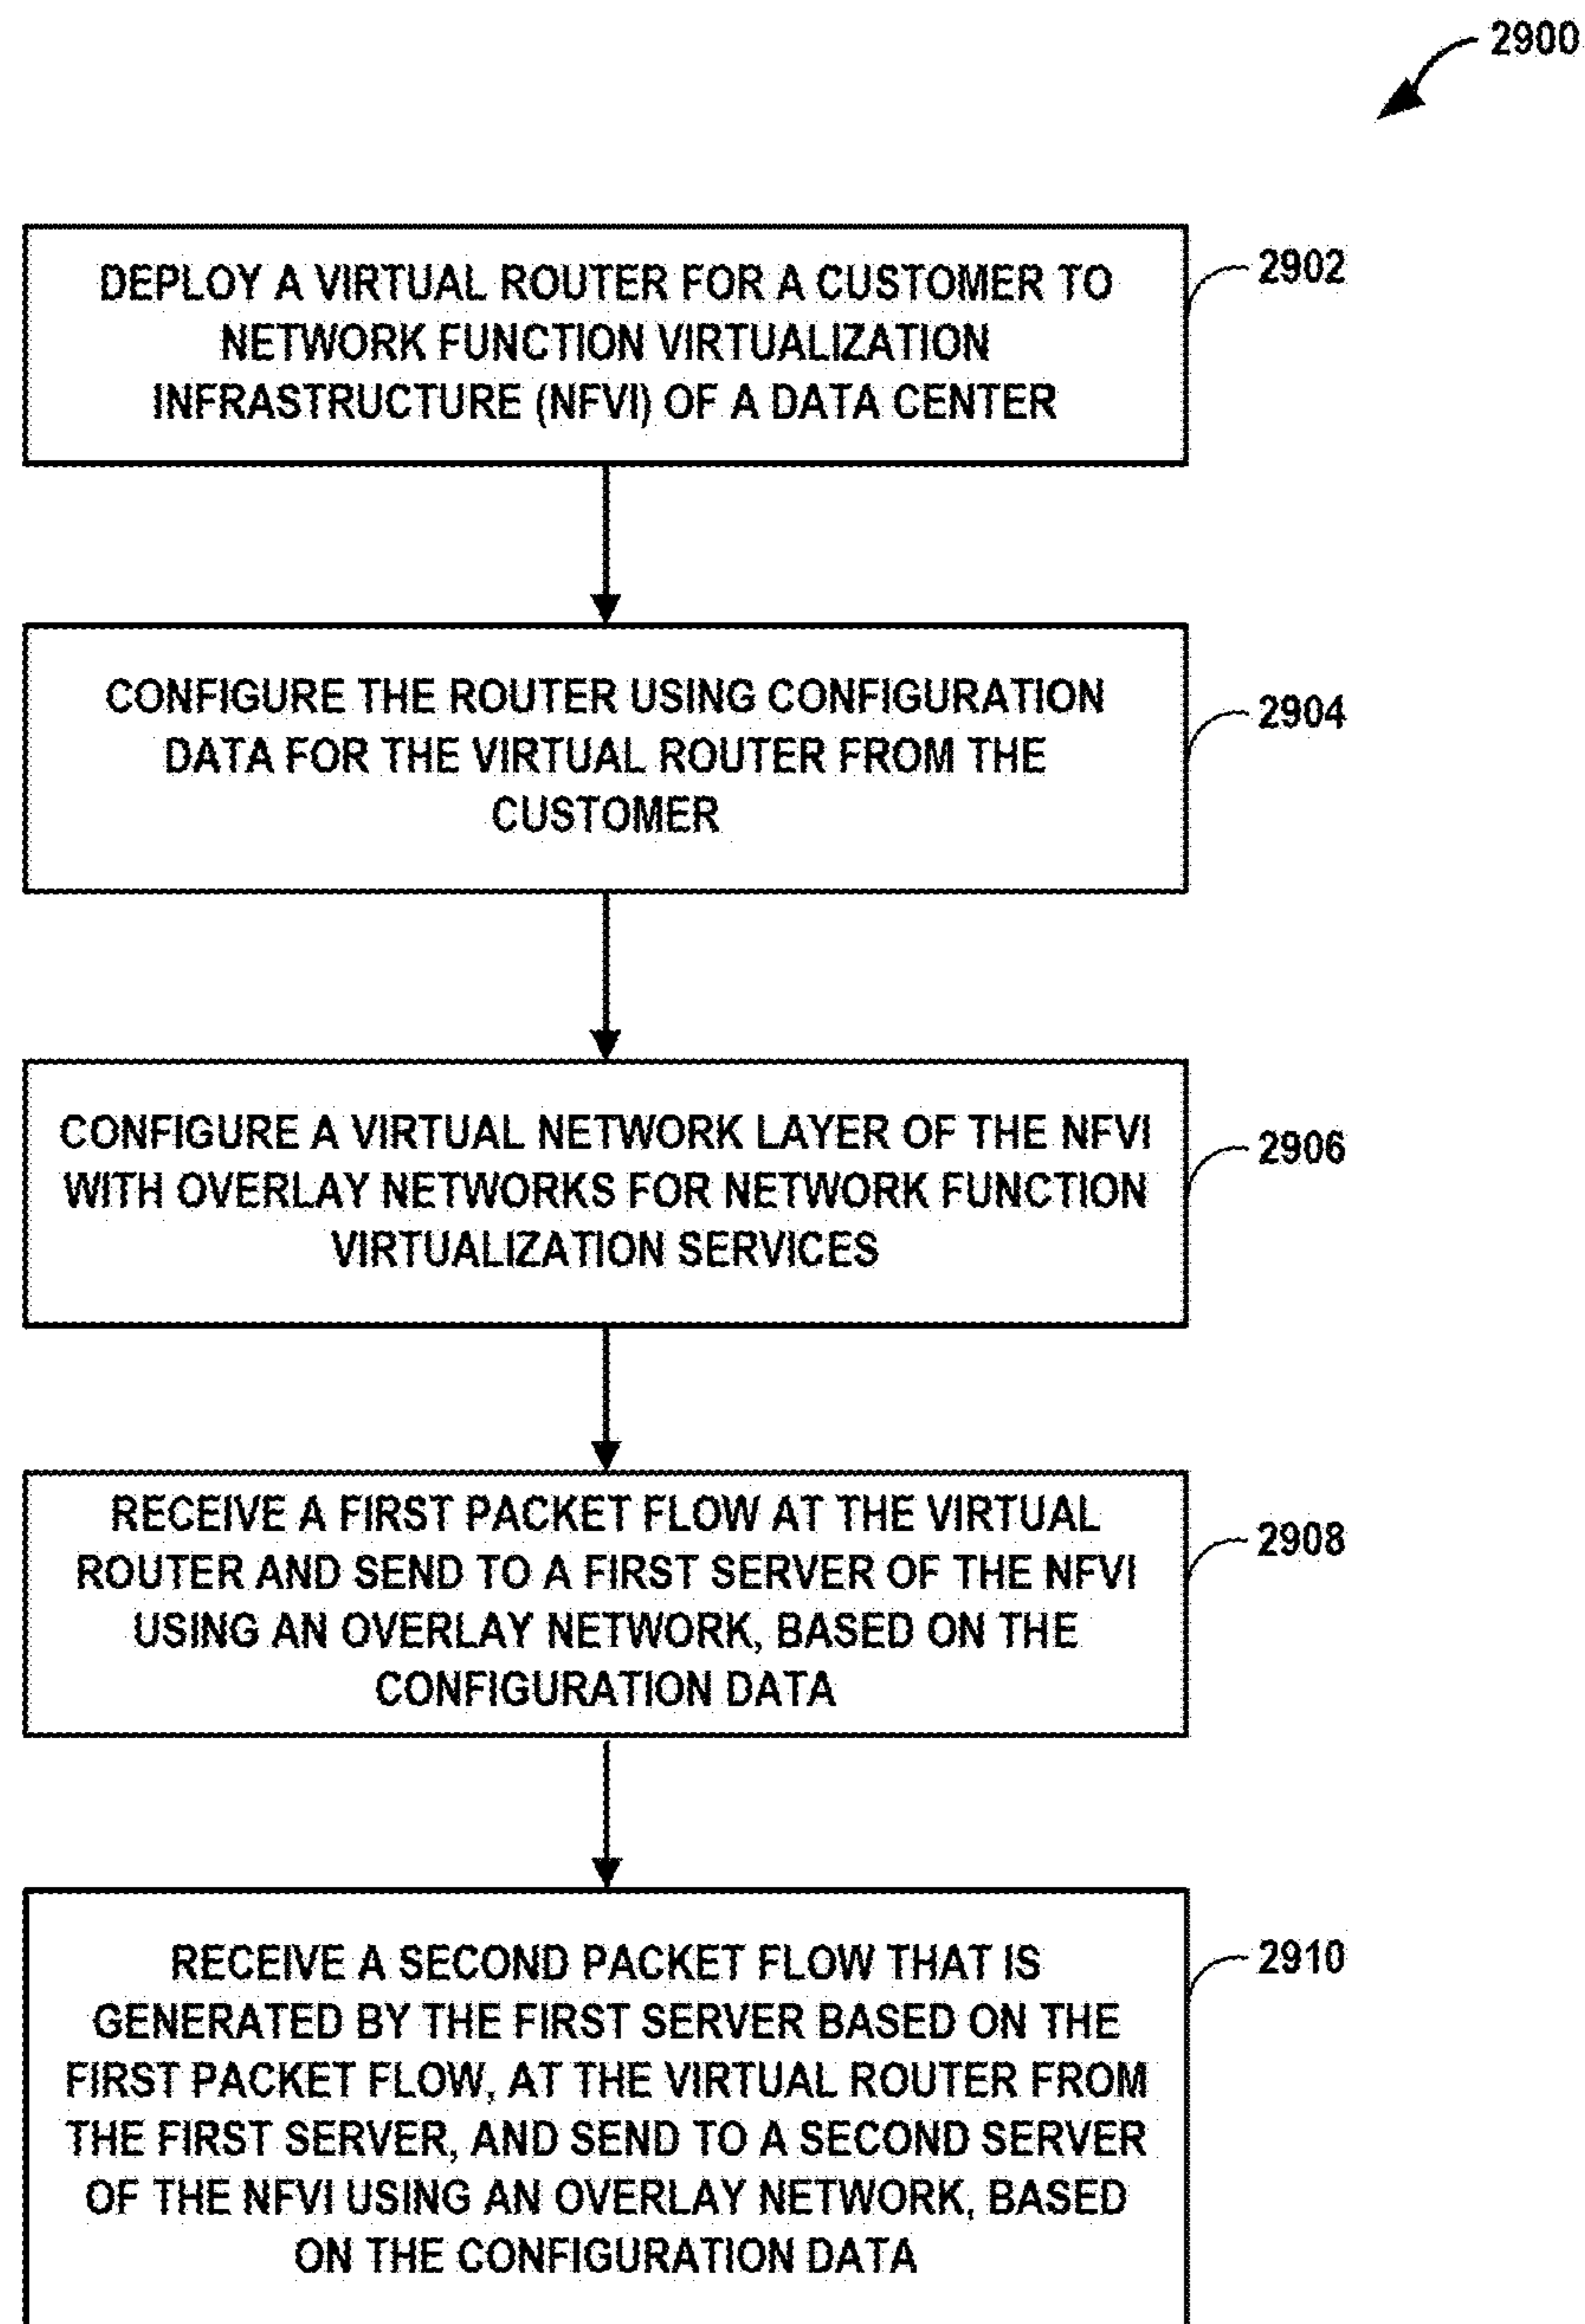 2900
DEPLOY A VIRTUAL ROUTER FOR A CUSTOMER TO
NETWORK FUNCTION VIRTUALIZATION
INFRASTRUCTURE (NFVI) OF A DATA CENTER
2902
CONFIGURE THE ROUTER USING CONFIGURATION
DATA FOR THE VIRTUAL ROUTER FROM THE
CUSTOMER
2904
CONFIGURE A VIRTUAL NETWORK LAYER OF THE NFVI
WITH OVERLAY NETWORKS FOR NETWORK FUNCTION
VIRTUALIZATION SERVICES
2906
RECEIVE A FIRST PACKET FLOW AT THE VIRTUAL
ROUTER AND SEND TO A FIRST SERVER OF THE NFVI
USING AN OVERLAY NETWORK, BASED ON THE
CONFIGURATION DATA
2908
RECEIVE A SECOND PACKET FLOW THAT IS
GENERATED BY THE FIRST SERVER BASED ON THE
FIRST PACKET FLOW, AT THE VIRTUAL ROUTER FROM
THE FIRST SERVER, AND SEND TO A SECOND SERVER
OF THE NFVI USING AN OVERLAY NETWORK, BASED
ON THE CONFIGURATION DATA
2910